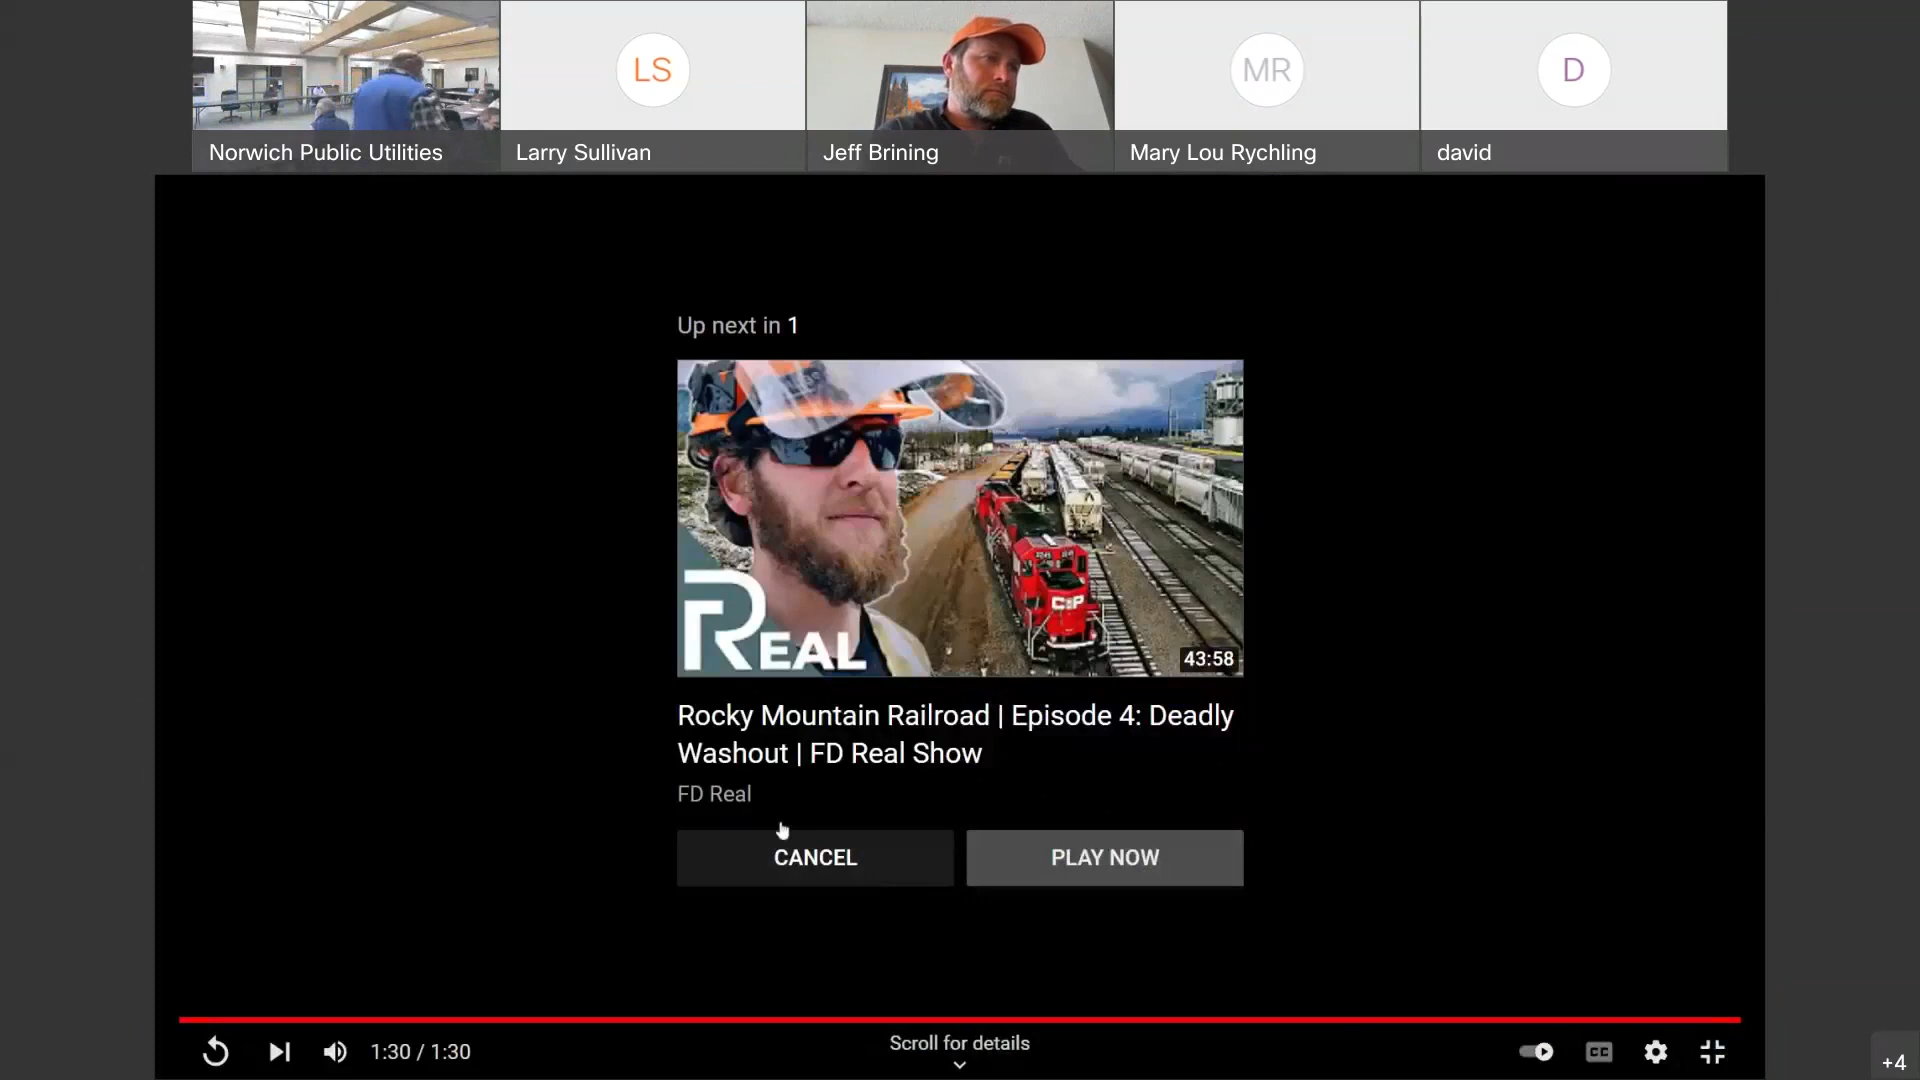 LS
MR
D
Norwich Public Utilities
Larry Sullivan
Jeff Brining
Mary Lou Rychling
david
Up next in 1
CP
REAL
43:58
Rocky Mountain Railroad | Episode 4: Deadly
Washout | FD Real Show
FD Real
CANCEL
PLAY NOW
Scroll for details
1:30 / 1:30
CC
+4